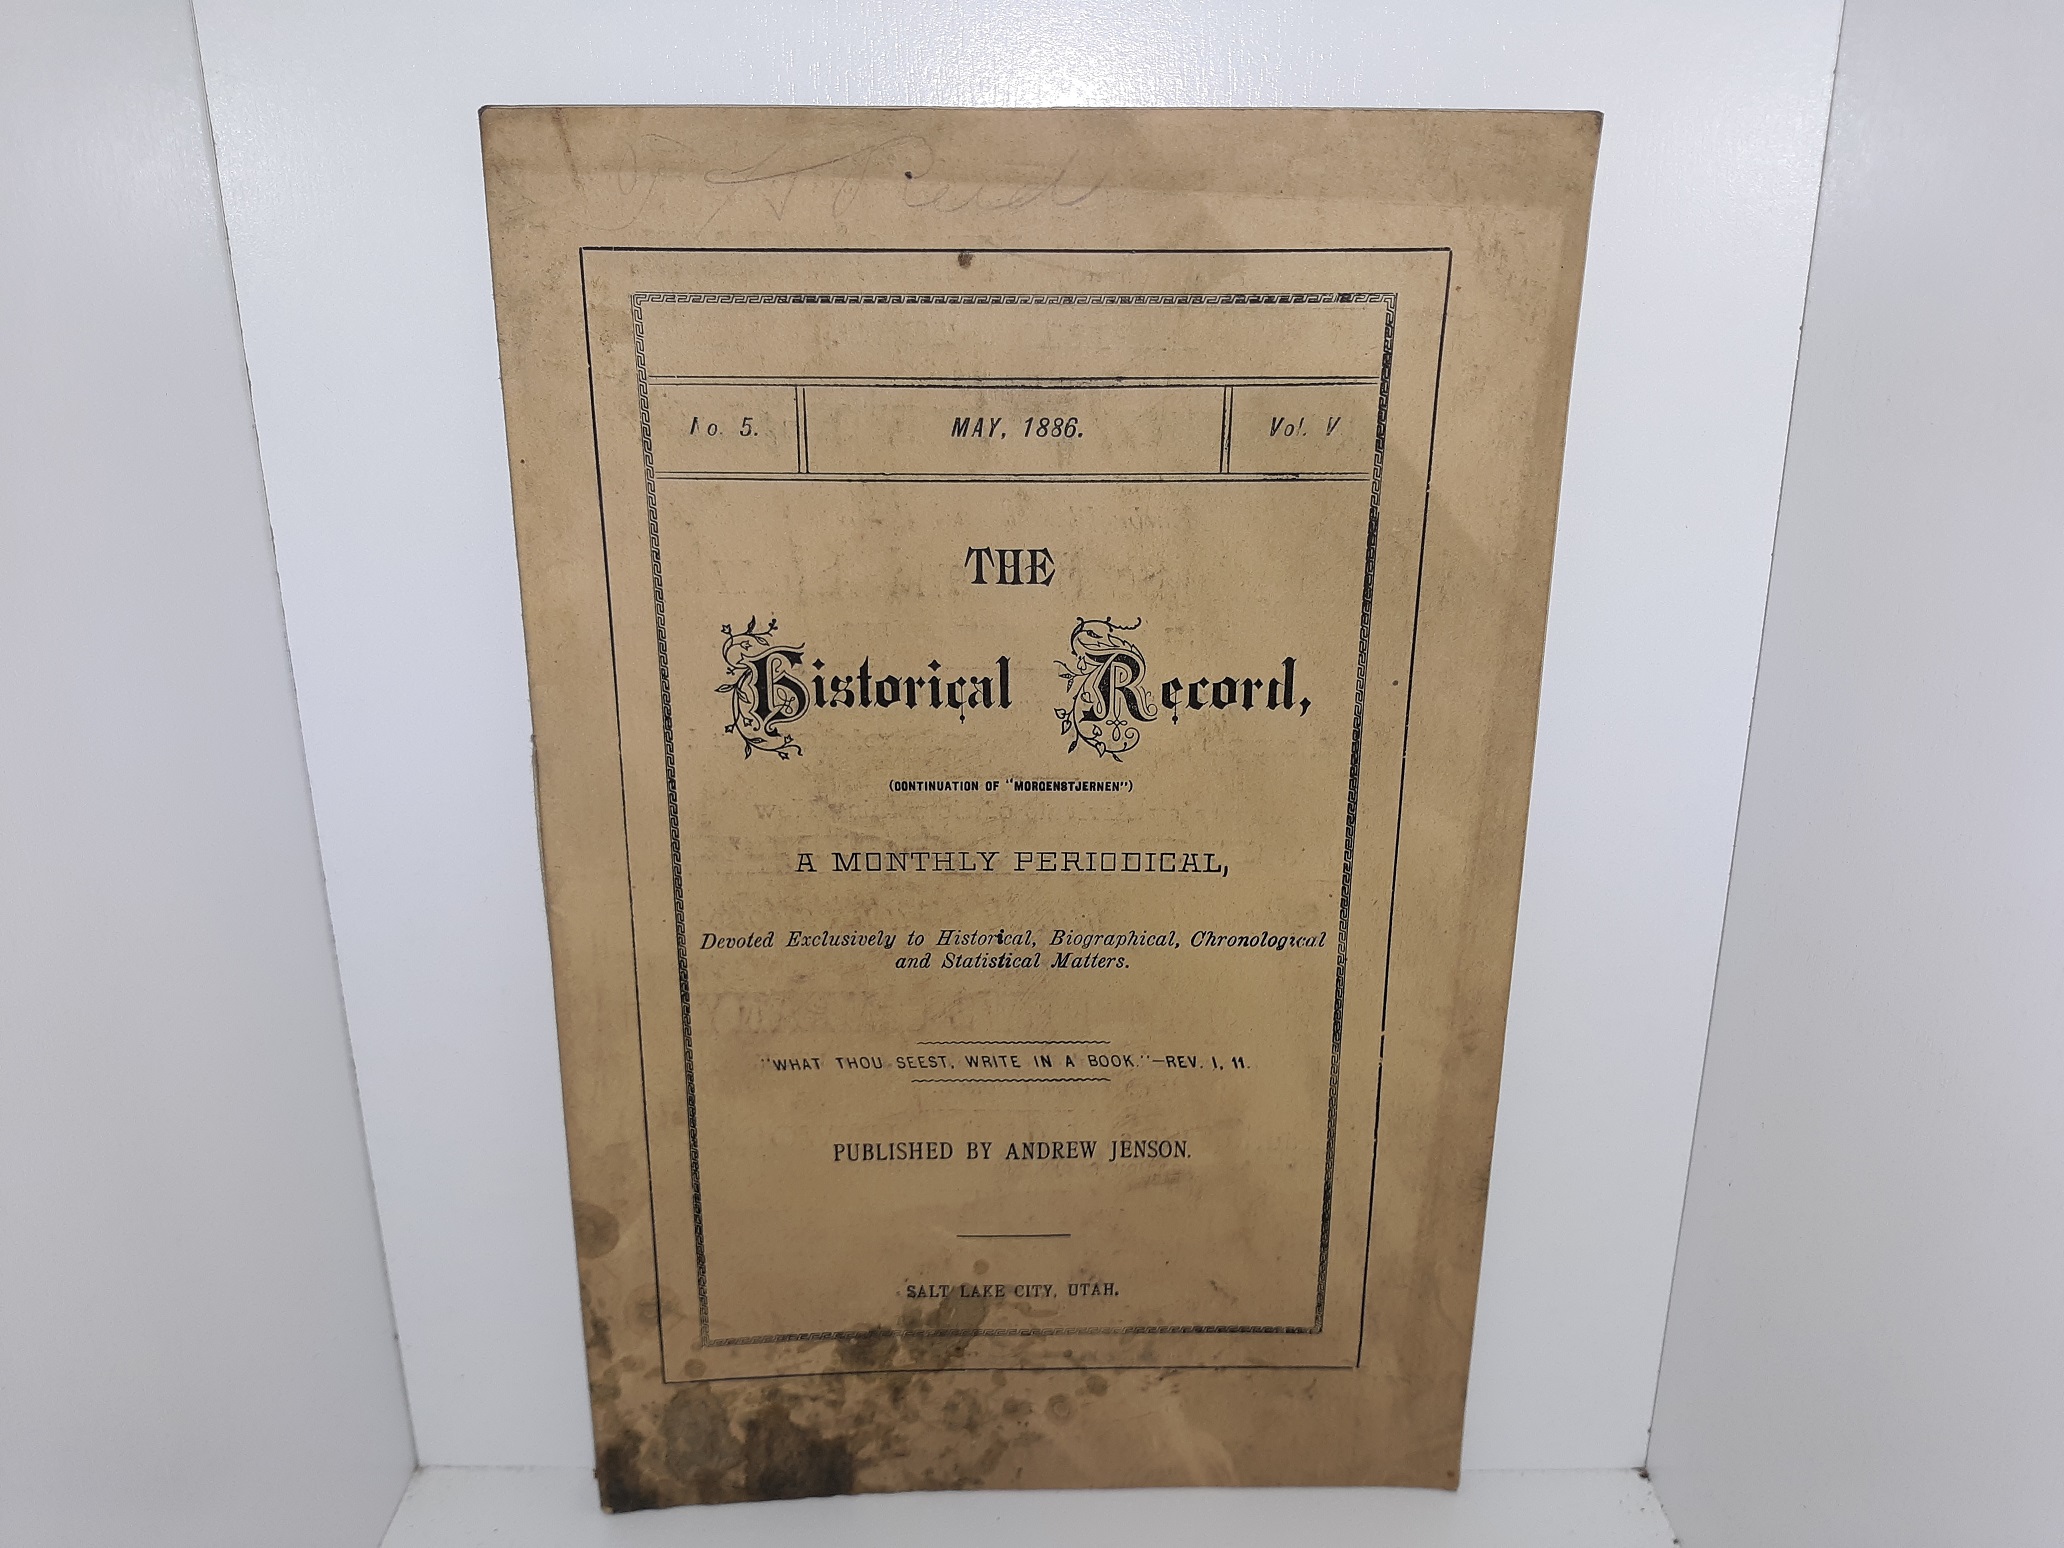 Reid
No. 5.
MAY, 1886.
Vol. V
THE
Historical Record,
(CONTINUATION OF "MORGENSTJERNEN")
A MONTHLY PERIODICAL,
Devoted Exclusively to Historical, Biographical, Chronological
and Statistical Matters.
"WHAT THOU SEEST, WRITE IN A BOOK."—REV. I, 11.
PUBLISHED BY ANDREW JENSON.
SALT LAKE CITY, UTAH.